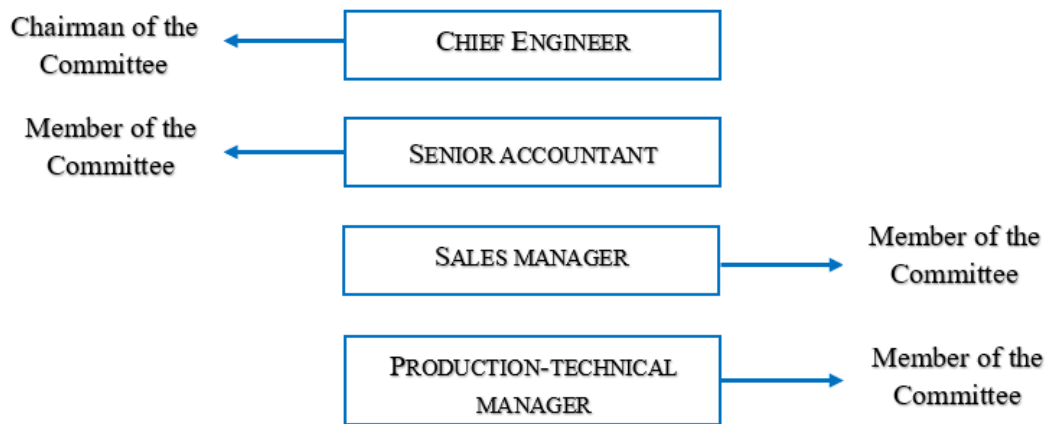 Chairman of the
Committee
CHIEF ENGINEER
Member of the
Committee
SENIOR ACCOUNTANT
SALES MANAGER
Member of the
Committee
PRODUCTION-TECHNICAL
MANAGER
Member of the
Committee